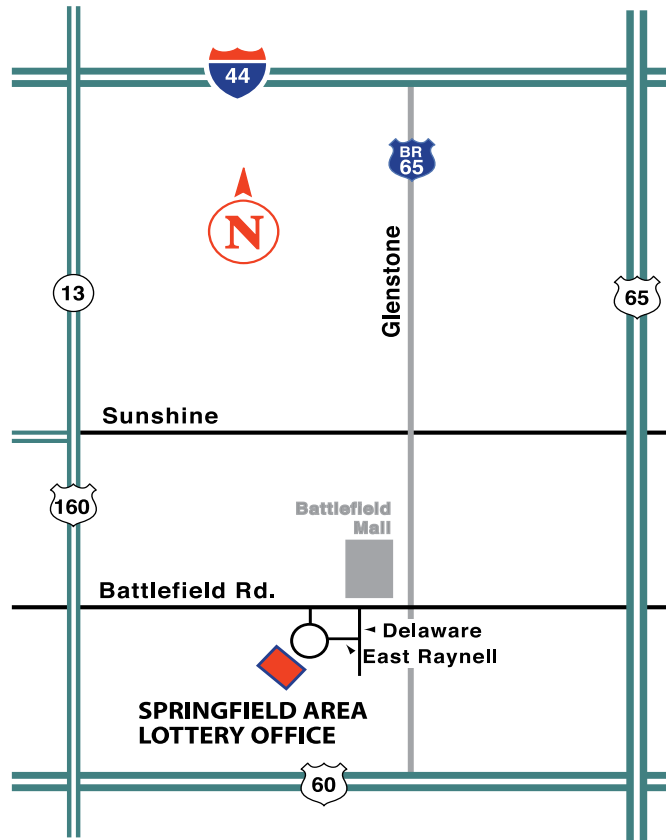 44
BR
65
N
Glenstone
13
65
Sunshine
160
Battlefield
Mall
Battlefield Rd.
Delaware
East Raynell
SPRINGFIELD AREA
LOTTERY OFFICE
60